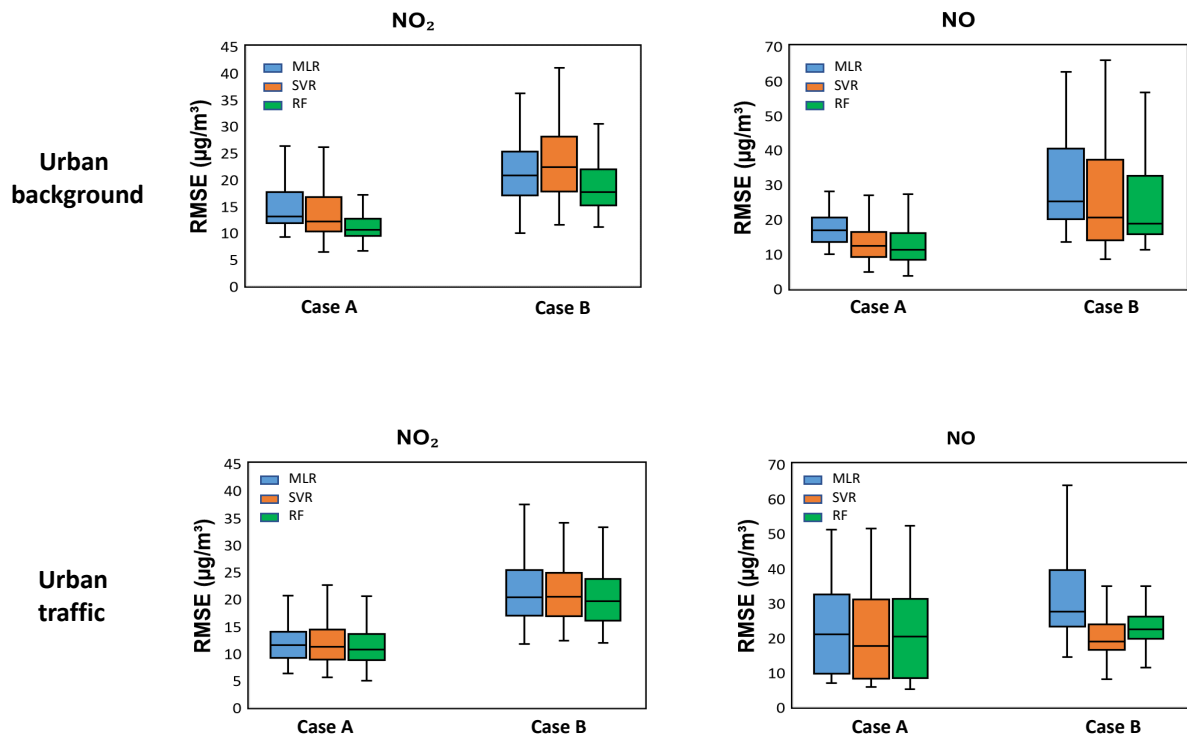 NO₂
45
40
35
30
25
20
15
10
5
0
RMSE (µg/m³)
MLR
SVR
RF
Case A
Case B
NO
70
60
50
40
30
20
10
0
RMSE (µg/m³)
MLR
SVR
RF
Case A
Case B
Urban
background
NO₂
45
40
35
30
25
20
15
10
5
0
RMSE (µg/m³)
MLR
SVR
RF
Case A
Case B
NO
70
60
50
40
30
20
10
0
RMSE (µg/m³)
MLR
SVR
RF
Case A
Case B
Urban
traffic